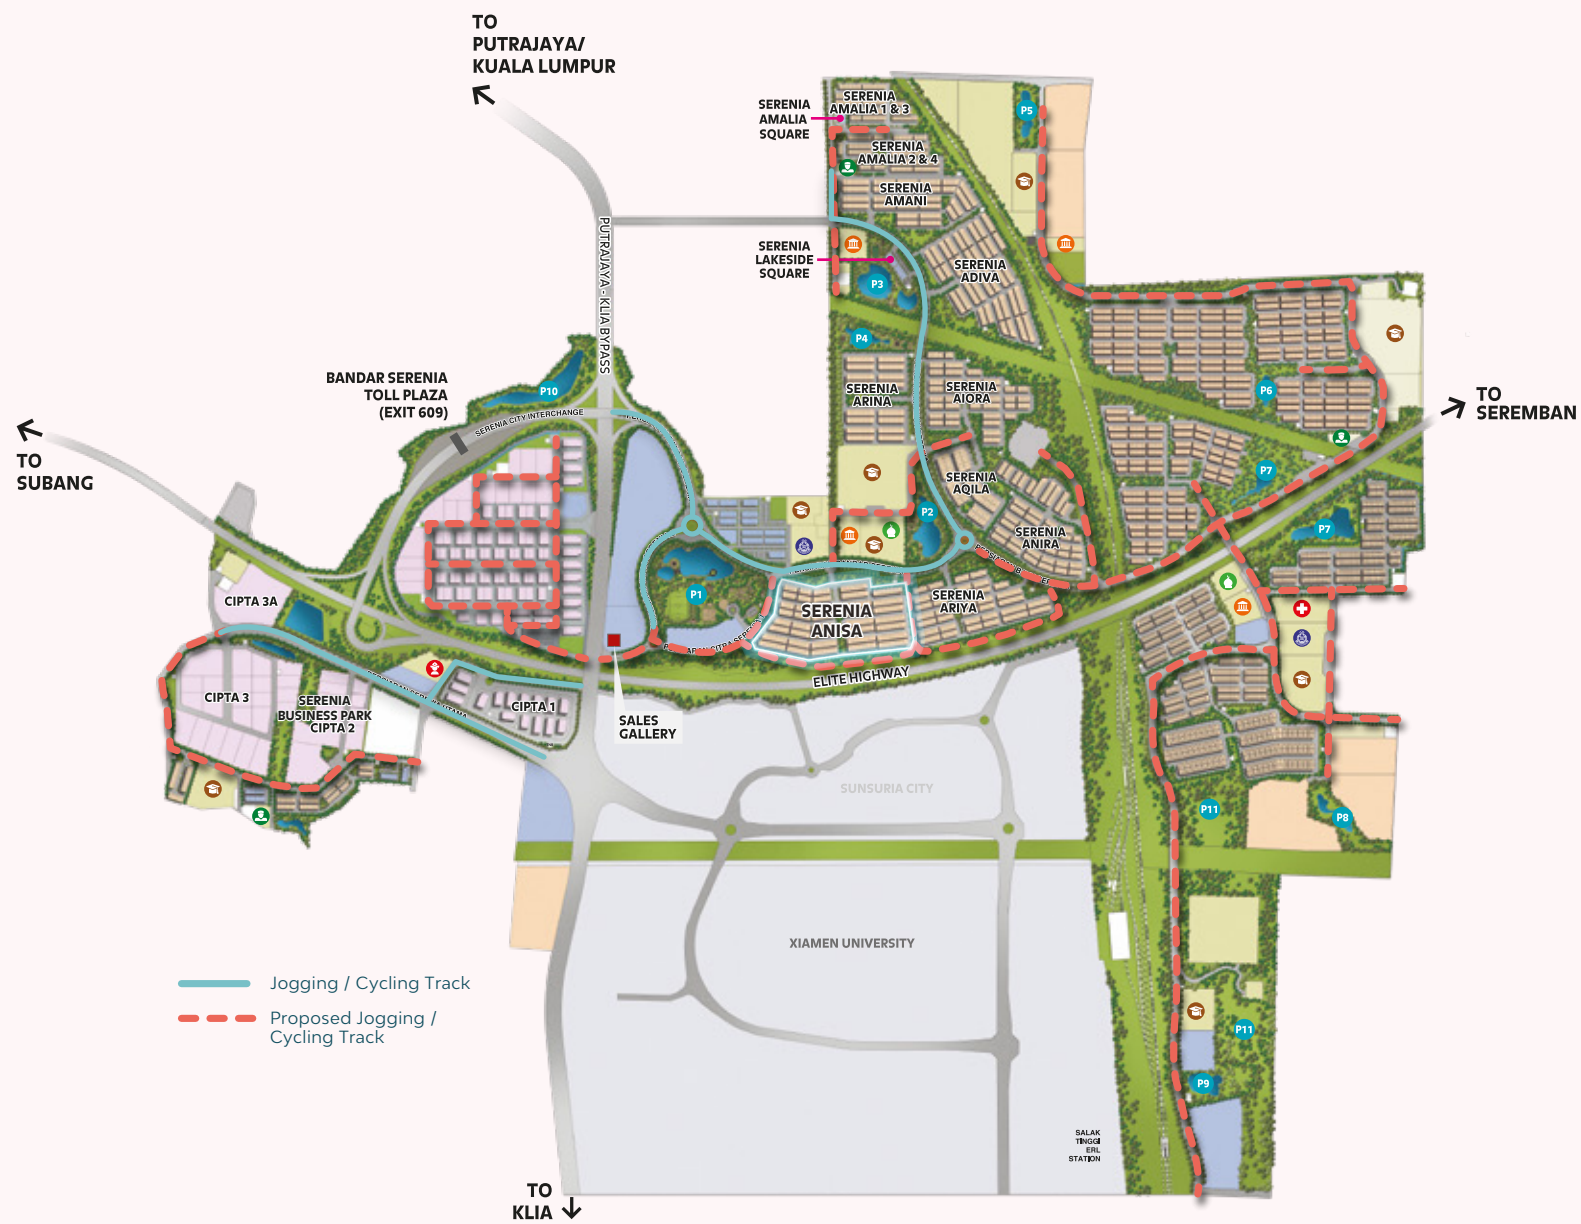 TO
PUTRAJAYA/
KUALA LUMPUR
SERENIA
AMALIA
SQUARE
SERENIA
AMALIA 1 & 3
P5
SERENIA
AMALIA 2 & 4
SERENIA
AMANI
PUTRAJAYA - KLIA BYPASS
SERENIA
LAKESIDE
SQUARE
SERENIA
ADIVA
P3
P4
BANDAR SERENIA
TOLL PLAZA
(EXIT 609)
P10
SERENIA CITY INTERCHANGE
SERENIA
ARINA
SERENIA
AIORA
P6
TO
SEREMBAN
TO
SUBANG
SERENIA
AQILA
P7
P2
P7
SERENIA
ANIRA
P1
SERENIA
ANISA
SERENIA
ARIYA
CIPTA 3A
ELITE HIGHWAY
CIPTA 3
SERENIA
BUSINESS PARK
CIPTA 2
CIPTA 1
SALES
GALLERY
SUNSURIA CITY
P11
P8
XIAMEN UNIVERSITY
Jogging / Cycling Track
Proposed Jogging /
Cycling Track
P11
P9
SALAK
TINGGI
ERL
STATION
TO
KLIA